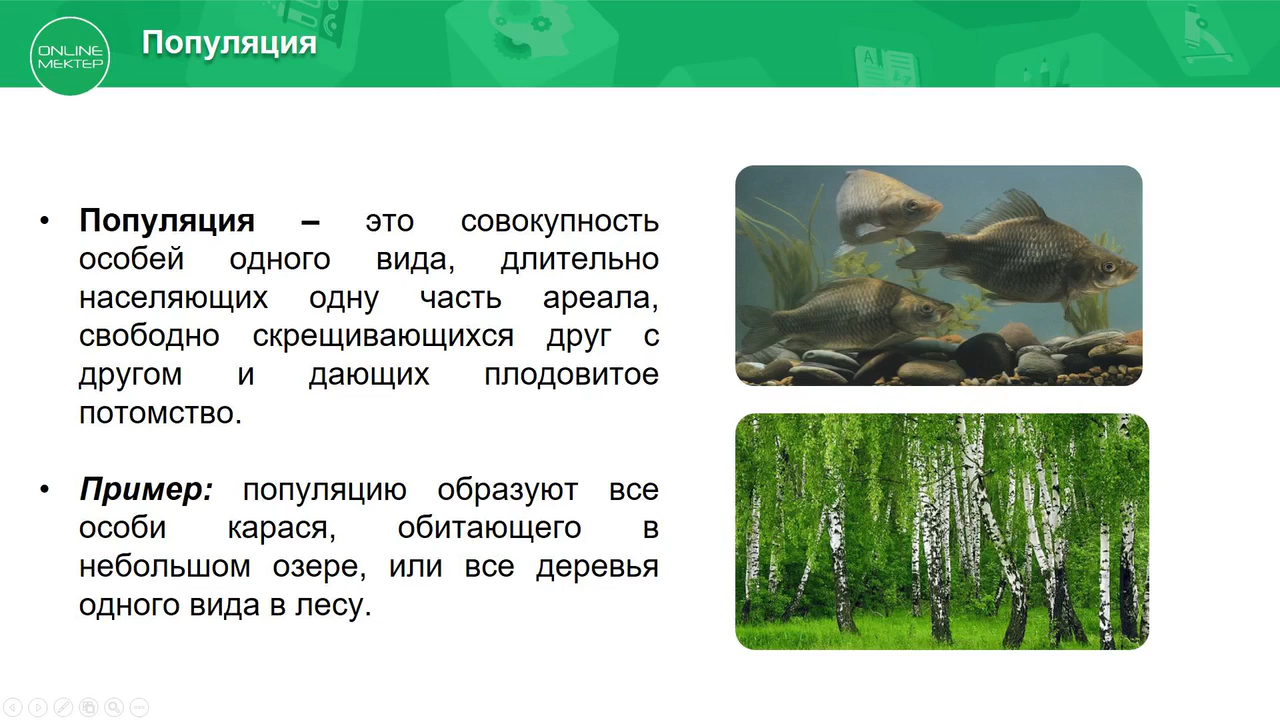 ONLINE
МЕКТЕР
Популяция
• Популяция – это совокупность
особей одного вида, длительно
населяющих одну часть ареала,
свободно скрещивающихся друг с
другом и дающих плодовитое
потомство.
• Пример: популяцию образуют все
особи карася, обитающего в
небольшом озере, или все деревья
одного вида в лесу.